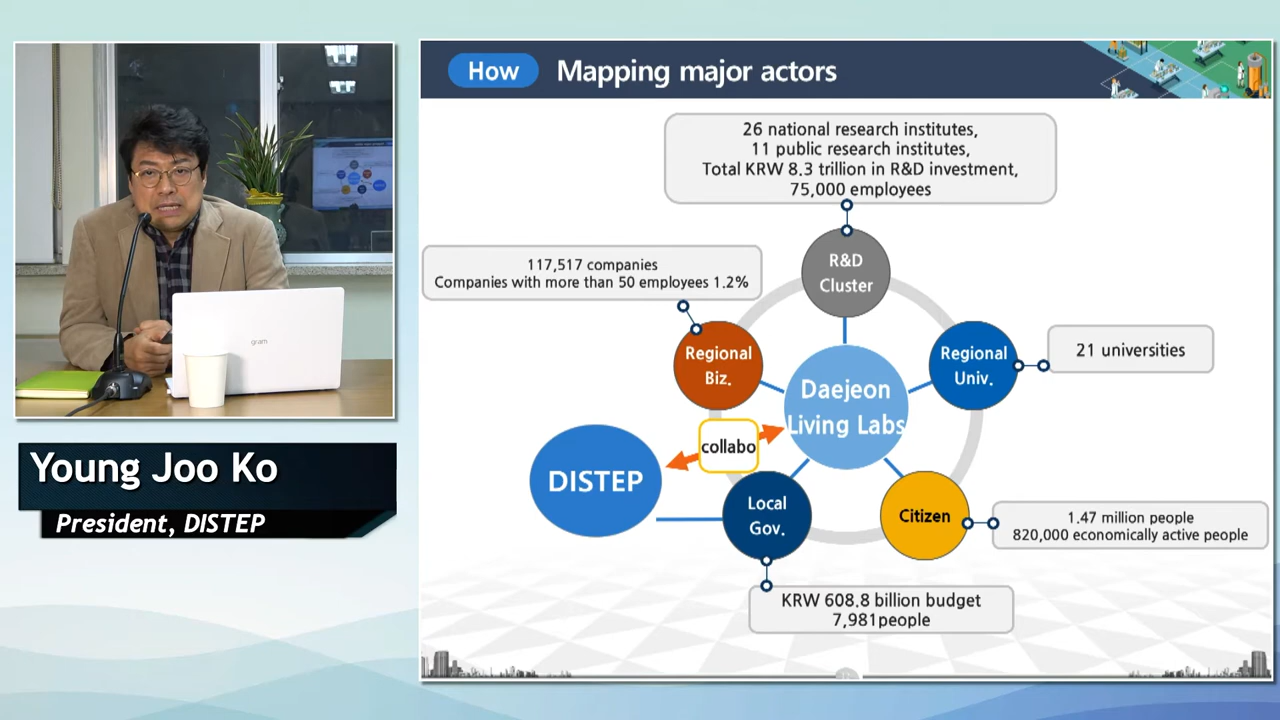 How
Mapping major actors
26 national research institutes,
11 public research institutes,
Total KRW 8.3 trillion in R&D investment,
75,000 employees
R&D
Cluster
117,517 companies
Companies with more than 50 employees 1.2%
Regional
Biz.
Regional
Univ.
21 universities
Daejeon
Living Labs
collabo
DISTEP
Local
Gov.
Citizen
1.47 million people
820,000 economically active people
KRW 608.8 billion budget
7,981people
gram
Young Joo Ko
President, DISTEP